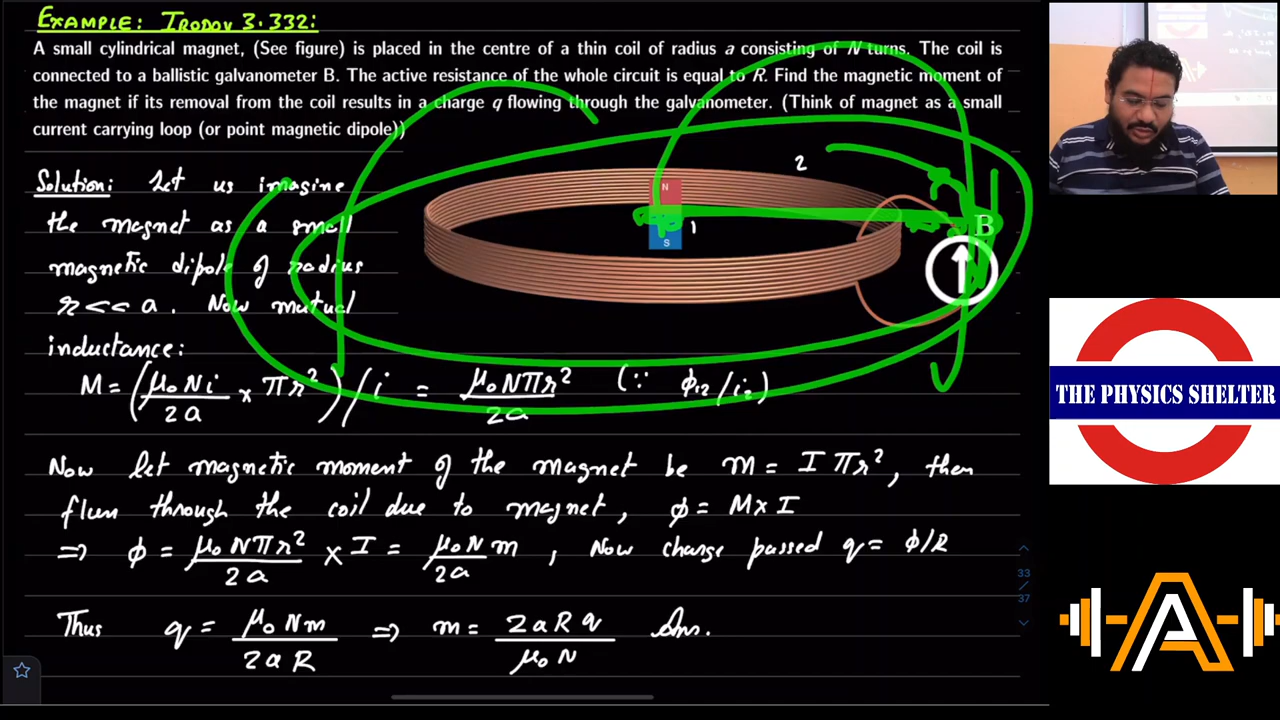 EXAMPLE: IRODOV 3.332:
A small cylindrical magnet, (See figure) is placed in the centre of a thin coil of radius a consisting of N turns. The coil is
connected to a ballistic galvanometer B. The active resistance of the whole circuit is equal to R. Find the magnetic moment of
the magnet if its removal from the coil results in a charge q flowing through the galvanometer. (Think of magnet as a small
current carrying loop (or point magnetic dipole))
Solution: Let us imagine
the magnet as a small
magnetic dipole of radius
r << a. Now mutual
inductance:
2
N
1
S
B
M = (μ₀Ni/2a × πr²)/i = μ₀Nπr²/2a (∵ ϕ₁₂/i₂)
Now let magnetic moment of the magnet be m = Iπr², then
flux through the coil due to magnet, ϕ = M×I
⇒ ϕ = μ₀Nπr²/2a × I = μ₀N/2a m, Now charge passed q = ϕ/R
Thus q = μ₀Nm/2aR ⇒ m = 2aRq/μ₀N Ans.
33
/
37
THE PHYSICS SHELTER
A